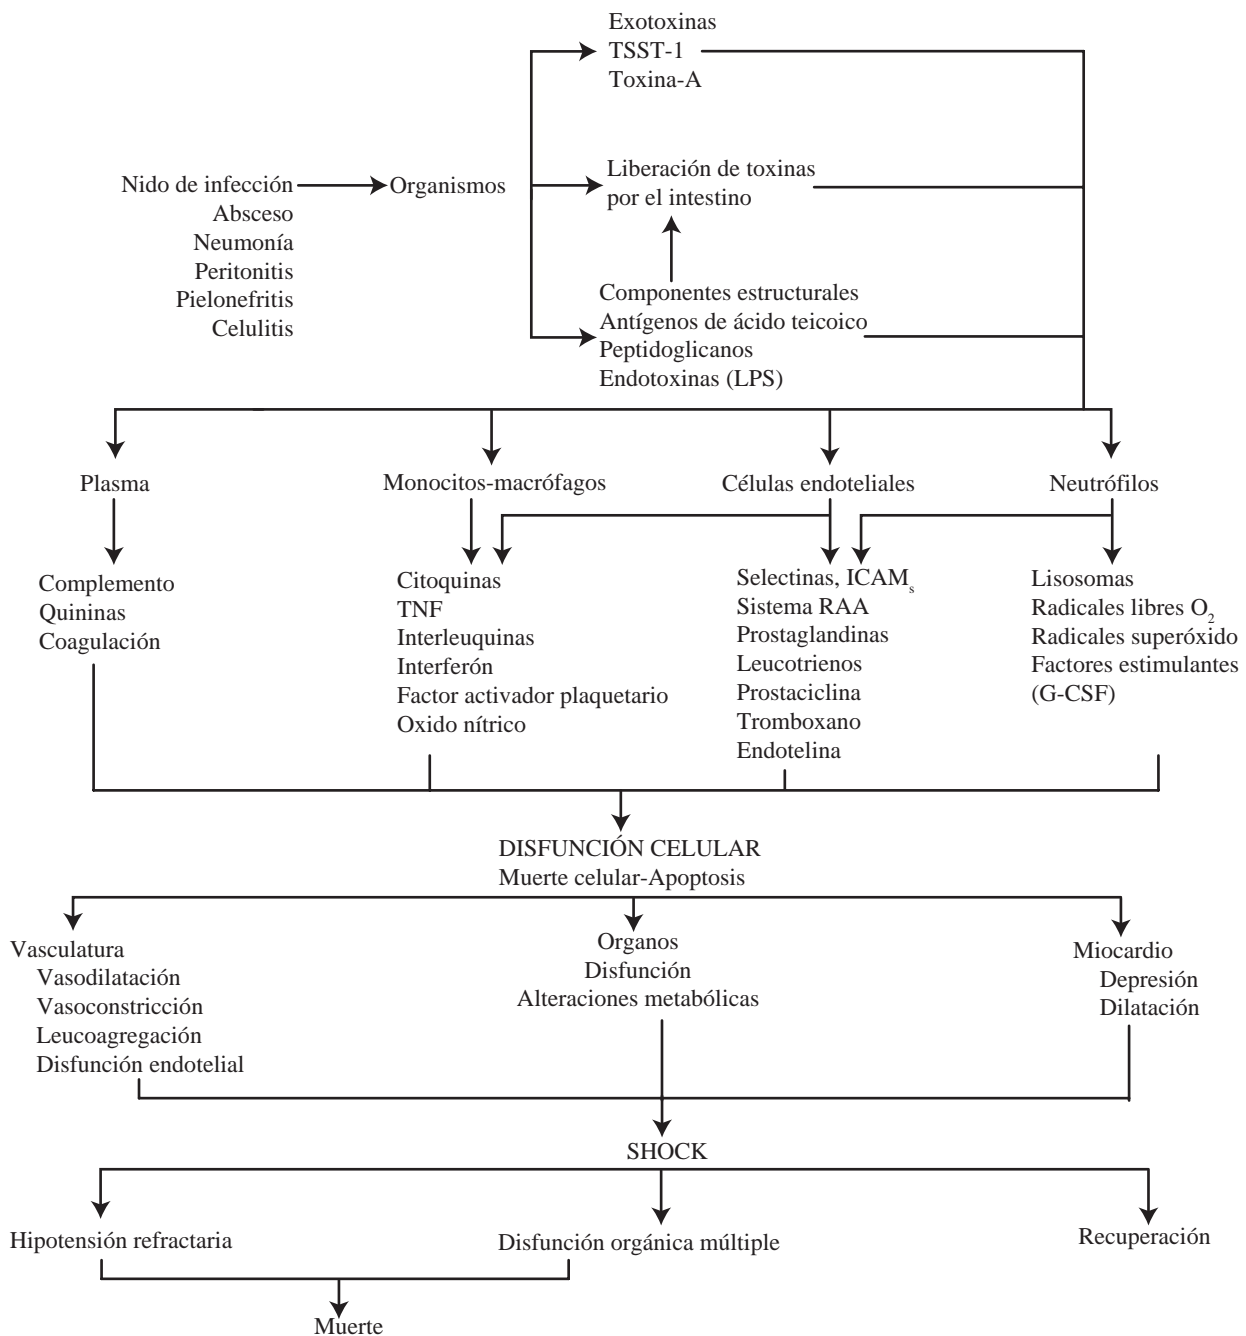 Exotoxinas
TSST-1
Toxina-A
Nido de infección
Absceso
Neumonía
Peritonitis
Pielonefritis
Celulitis
Organismos
Liberación de toxinas
por el intestino
Componentes estructurales
Antígenos de ácido teicoico
Peptidoglicanos
Endotoxinas (LPS)
Plasma
Monocitos-macrófagos
Células endoteliales
Neutrófilos
Complemento
Quininas
Coagulación
Citoquinas
TNF
Interleuquinas
Interferón
Factor activador plaquetario
Oxido nítrico
Selectinas, ICAMs
Sistema RAA
Prostaglandinas
Leucotrienos
Prostaciclina
Tromboxano
Endotelina
Lisosomas
Radicales libres O2
Radicales superóxido
Factores estimulantes
(G-CSF)
DISFUNCIÓN CELULAR
Muerte celular-Apoptosis
Vasculatura
Vasodilatación
Vasoconstricción
Leucoagregación
Disfunción endotelial
Organos
Disfunción
Alteraciones metabólicas
Miocardio
Depresión
Dilatación
SHOCK
Hipotensión refractaria
Disfunción orgánica múltiple
Recuperación
Muerte